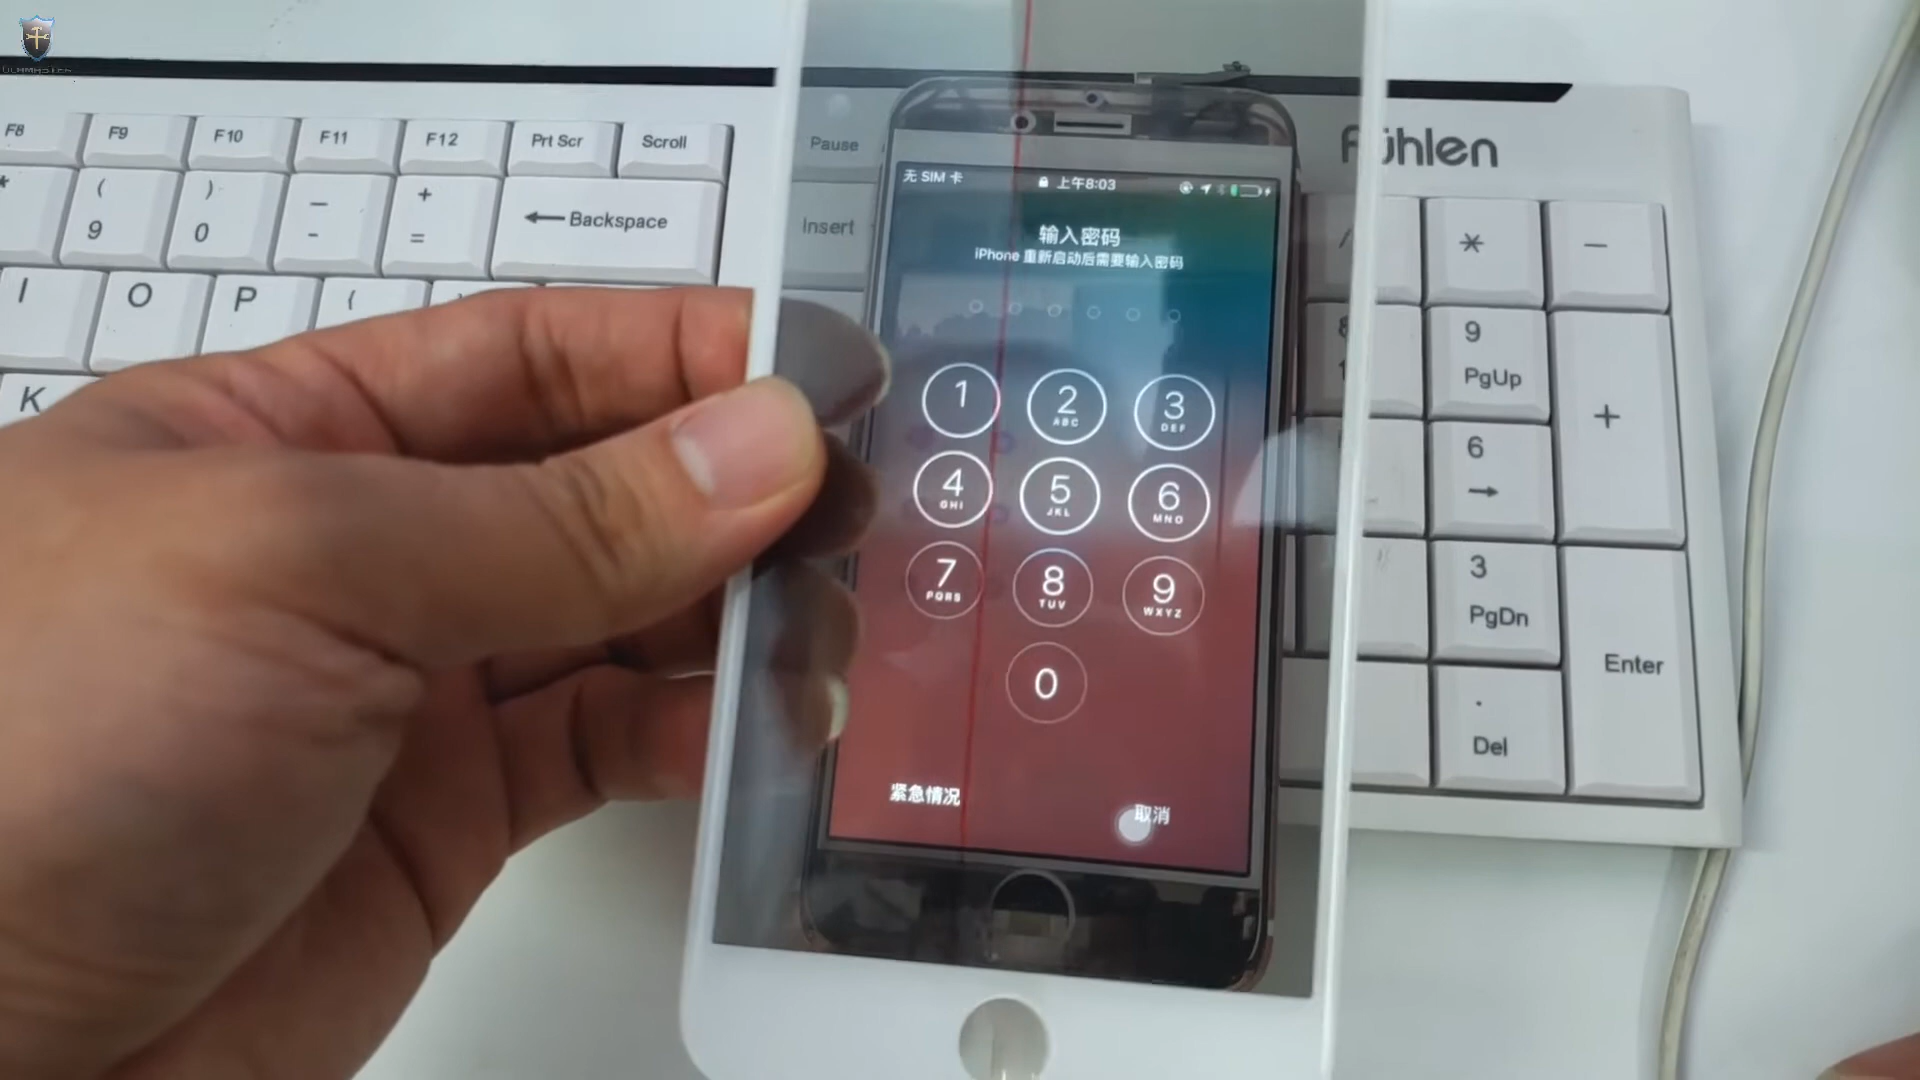 F8 F9 F10 F11 F12 Prt Scr Scroll Pause
* ( 9 ) 0 — - + = Backspace Insert
I O P {
K
fühlen
/ * —
9 PgUp +
6
3 PgDn Enter
. Del
无 SIM 卡 上午8:03
输入密码
iPhone 重新启动后需要输入密码
1 2 ABC 3 DEF
4 GHI 5 JKL 6 MNO
7 PQRS 8 TUV 9 WXYZ
0
紧急情况 取消